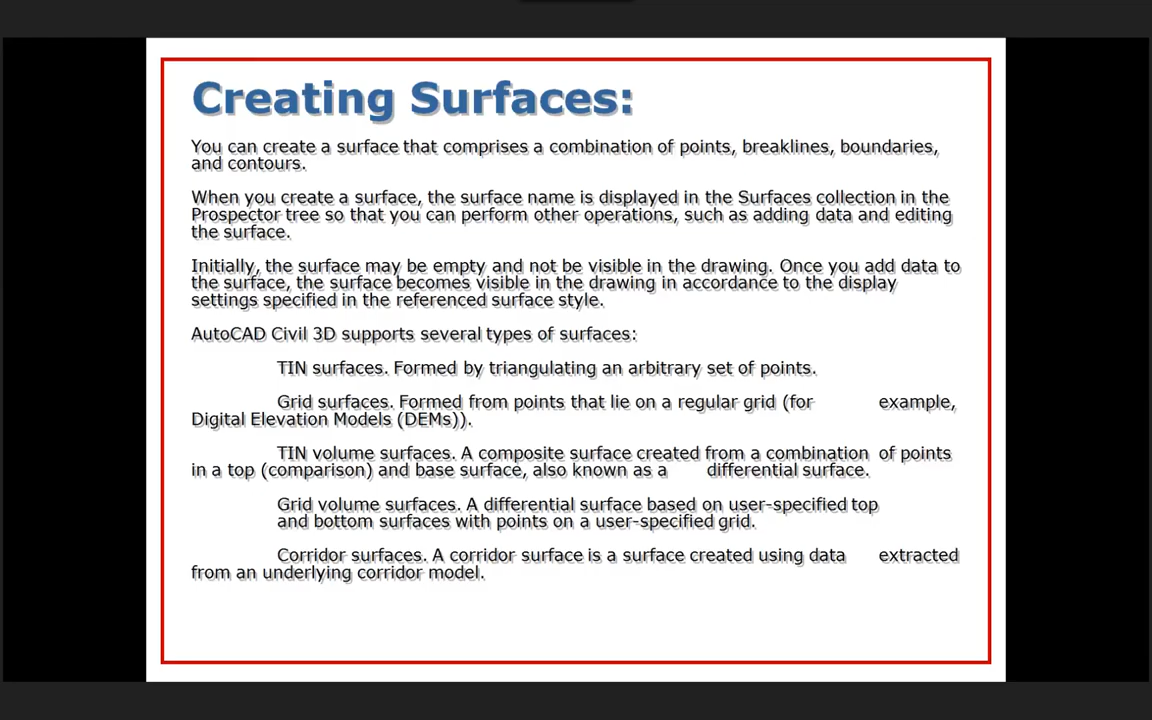 Creating Surfaces:
You can create a surface that comprises a combination of points, breaklines, boundaries,
and contours.
When you create a surface, the surface name is displayed in the Surfaces collection in the
Prospector tree so that you can perform other operations, such as adding data and editing
the surface.
Initially, the surface may be empty and not be visible in the drawing. Once you add data to
the surface, the surface becomes visible in the drawing in accordance to the display
settings specified in the referenced surface style.
AutoCAD Civil 3D supports several types of surfaces:
TIN surfaces. Formed by triangulating an arbitrary set of points.
Grid surfaces. Formed from points that lie on a regular grid (for example,
Digital Elevation Models (DEMs)).
TIN volume surfaces. A composite surface created from a combination of points
in a top (comparison) and base surface, also known as a differential surface.
Grid volume surfaces. A differential surface based on user-specified top
and bottom surfaces with points on a user-specified grid.
Corridor surfaces. A corridor surface is a surface created using data extracted
from an underlying corridor model.